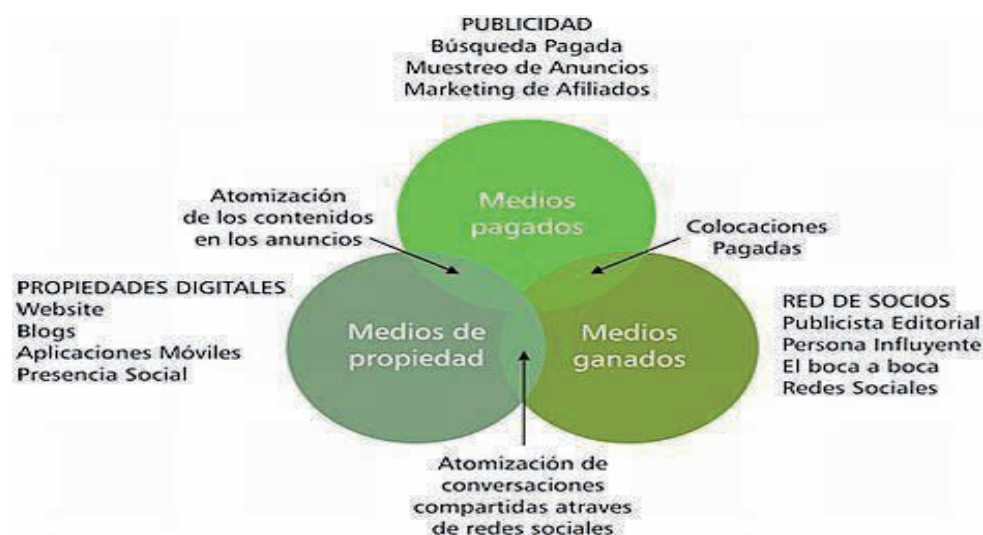 PUBLICIDAD
Búsqueda Pagada
Muestreo de Anuncios
Marketing de Afiliados
Medios
pagados
Atomización
de los contenidos
en los anuncios
Colocaciones
Pagadas
PROPIEDADES DIGITALES
Website
Blogs
Aplicaciones Móviles
Presencia Social
Medios de
propiedad
Medios
ganados
RED DE SOCIOS
Publicista Editorial
Persona Influyente
El boca a boca
Redes Sociales
Atomización de
conversaciones
compartidas atraves
de redes sociales